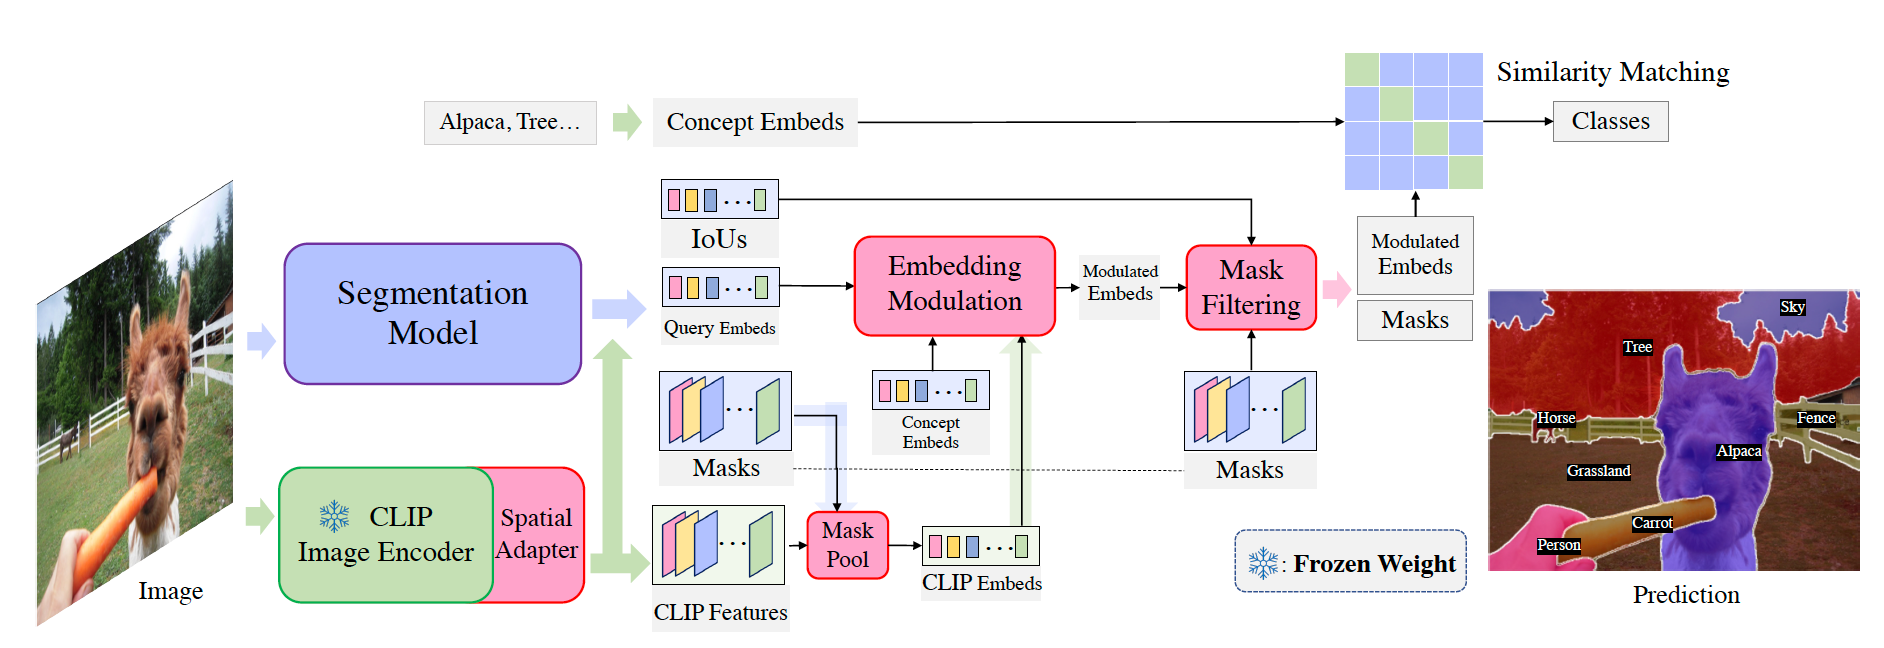 Alpaca, Tree...
Concept Embeds
Similarity Matching
Classes
IoUs
Query Embeds
Segmentation
Model
Embedding
Modulation
Modulated
Embeds
Mask
Filtering
Modulated
Embeds
Masks
Concept
Embeds
Masks
Masks
CLIP
Image Encoder
Spatial
Adapter
Mask
Pool
CLIP Features
CLIP Embeds
Image
: Frozen Weight
Sky
Tree
Horse
Fence
Alpaca
Grassland
Carrot
Person
Prediction